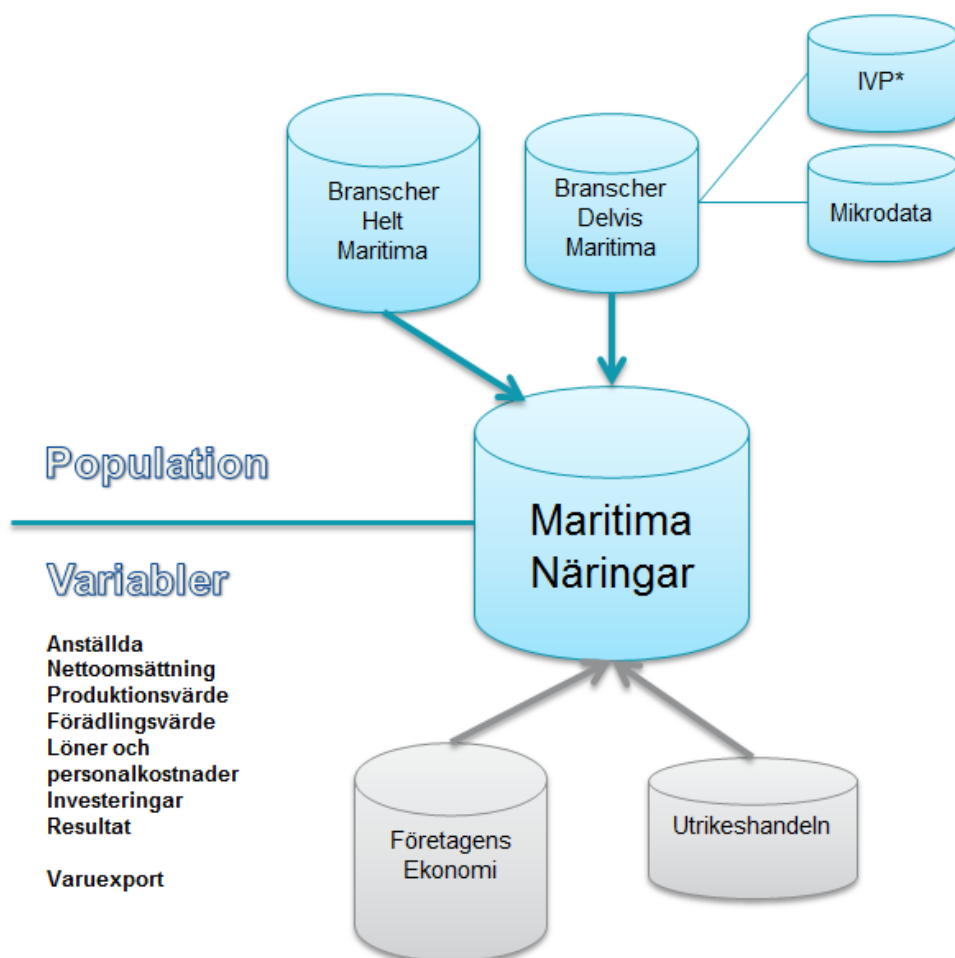 IVP*
Branscher
Helt
Maritima
Branscher
Delvis
Maritima
Mikrodata
Population
Maritima
Näringar
Variabler
Anställda
Nettoomsättning
Produktionsvärde
Förädlingsvärde
Löner och
personalkostnader
Investeringar
Resultat
Varuexport
Företagens
Ekonomi
Utrikeshandeln